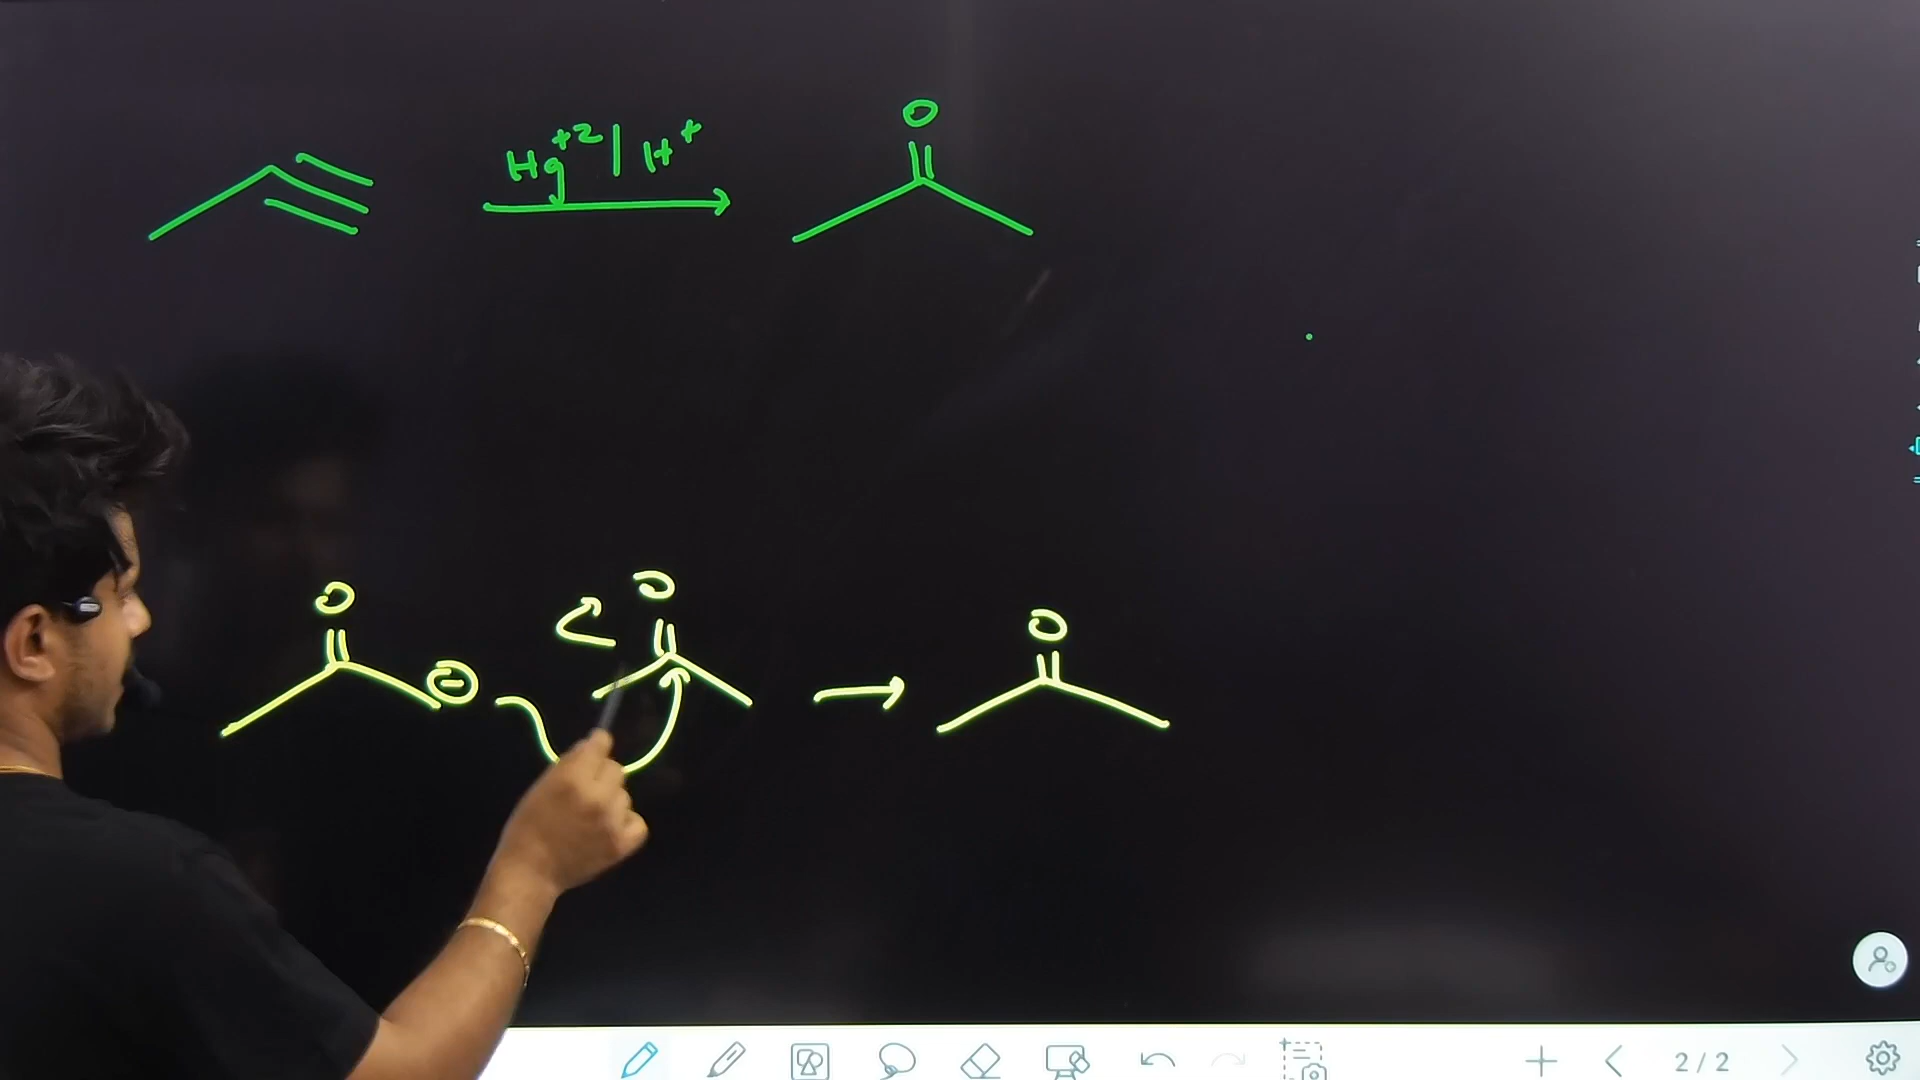 O
Hg+2 | H+
O O O
⊖
2 / 2